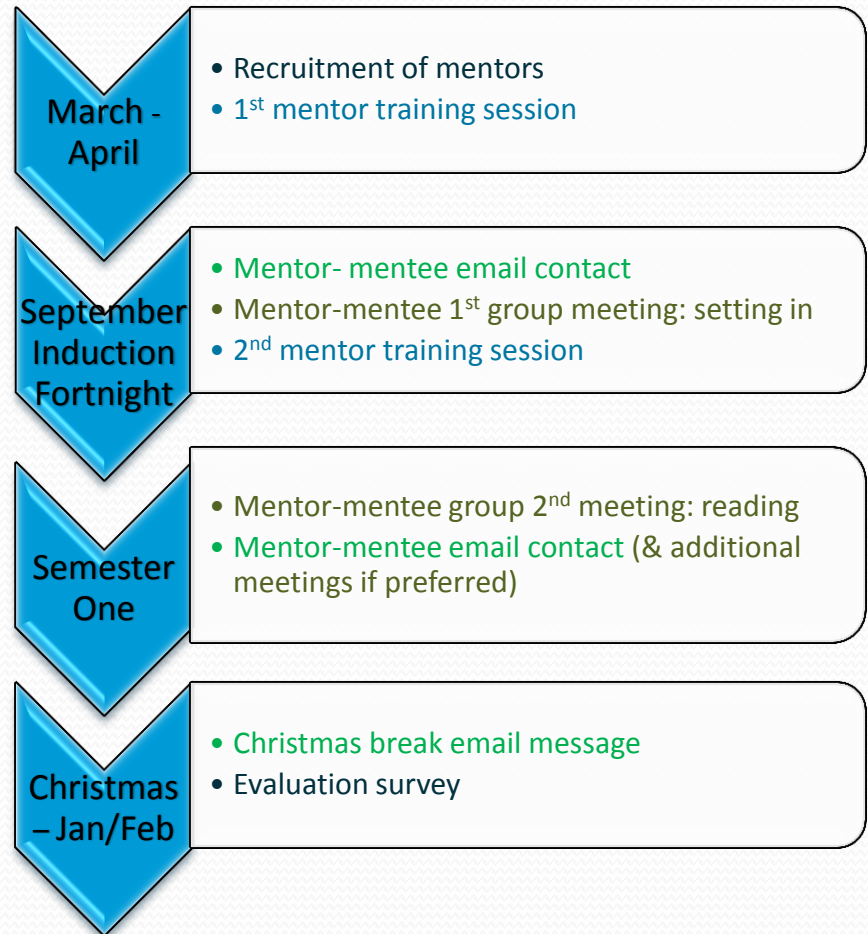 March -
April
• Recruitment of mentors
• 1st mentor training session
September
Induction
Fortnight
• Mentor- mentee email contact
• Mentor-mentee 1st group meeting: setting in
• 2nd mentor training session
Semester
One
• Mentor-mentee group 2nd meeting: reading
• Mentor-mentee email contact (& additional
meetings if preferred)
Christmas
– Jan/Feb
• Christmas break email message
• Evaluation survey